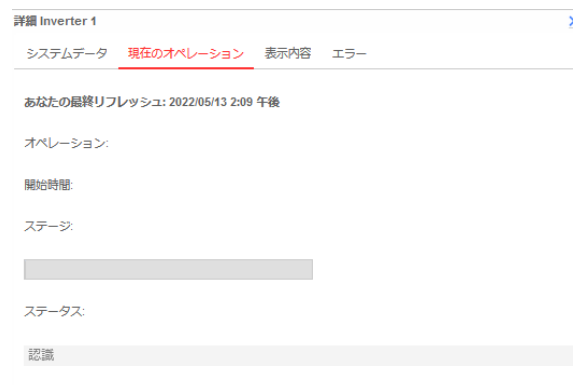 詳細 Inverter 1
システムデータ 現在のオペレーション 表示内容 エラー
あなたの最終リフレッシュ: 2022/05/13 2:09 午後
オペレーション:
開始時間:
ステージ:
ステータス:
認識